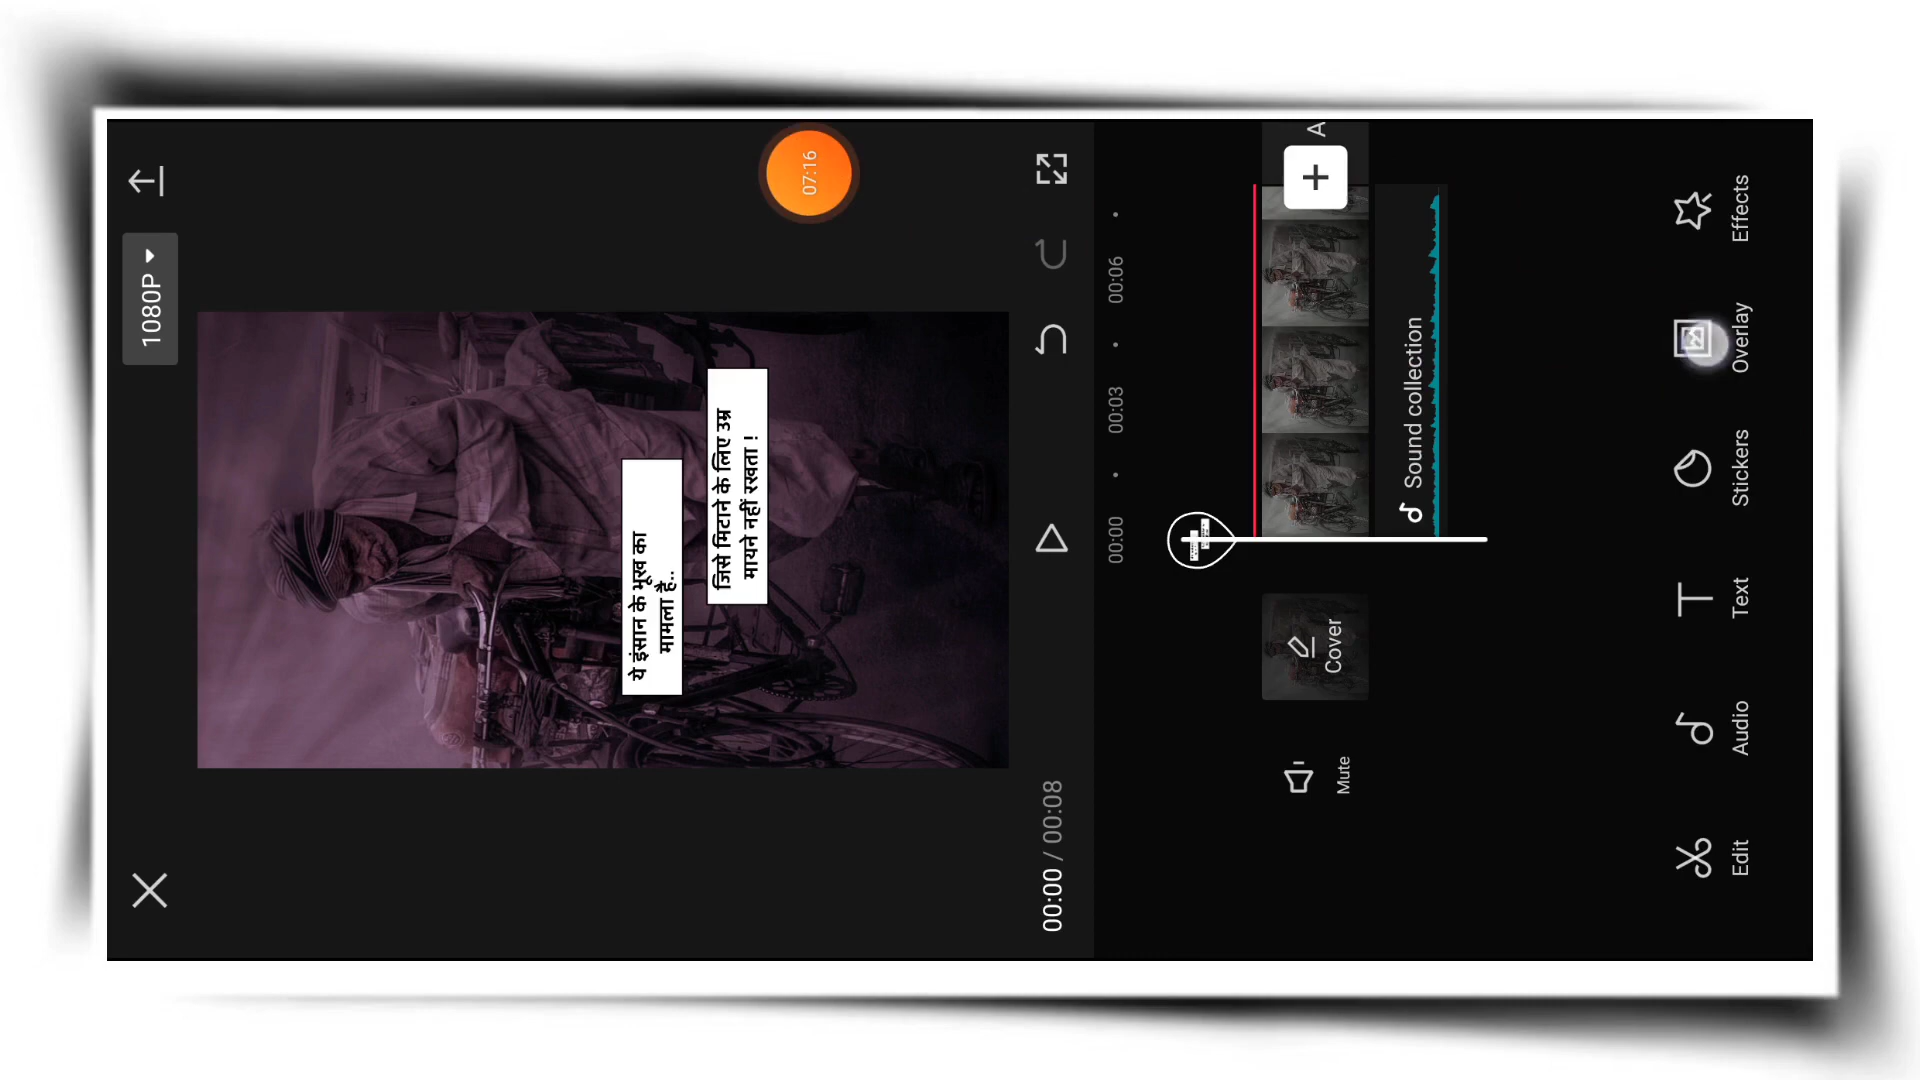 1080P
07:16
ये इंसान के भूख का
मामला है..
जिसे मिटाने के लिए उम्र
मायने नहीं रखता !
00:00 / 00:08
00:00
00:03
00:06
Mute
Cover
A
Sound collection
Edit
Audio
Text
Stickers
Overlay
Effects